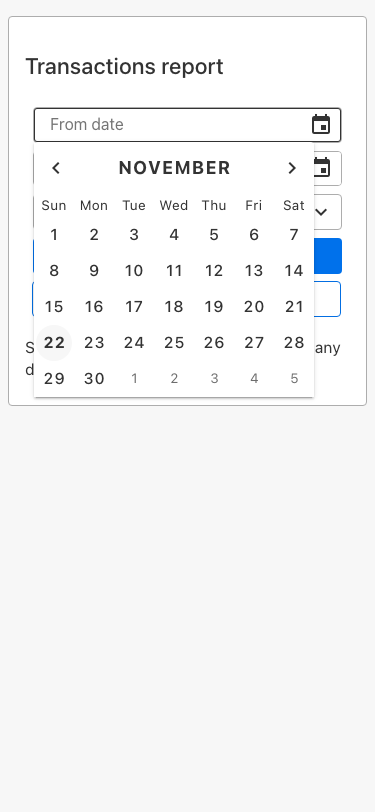 Transactions report
From date
NOVEMBER
Sun Mon Tue Wed Thu Fri Sat
1 2 3 4 5 6 7
8 9 10 11 12 13 14
15 16 17 18 19 20 21
22 23 24 25 26 27 28
any
29 30 1 2 3 4 5